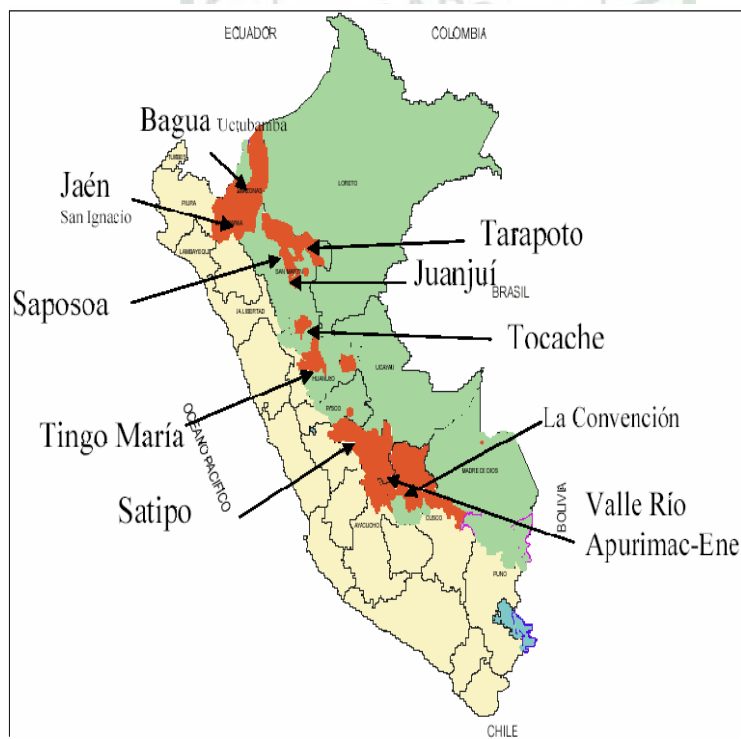 ECUADOR
COLOMBIA
Bagua Uctubamba
Jaén
San Ignacio
TUMBES
PIURA
AMAZONAS
LORETO
LAMBAYEQUE
Tarapoto
SAN MARTIN
Juanjuí
Saposoa
BRASIL
LA LIBERTAD
Tocache
HUANUCO
UCAYALI
OCEANO PACIFICO
PASCO
La Convención
Tingo María
MADRE DE DIOS
Satipo
BOLIVIA
Valle Río
Apurimac-Ene
AYACUCHO
CUSCO
PUNO
CHILE